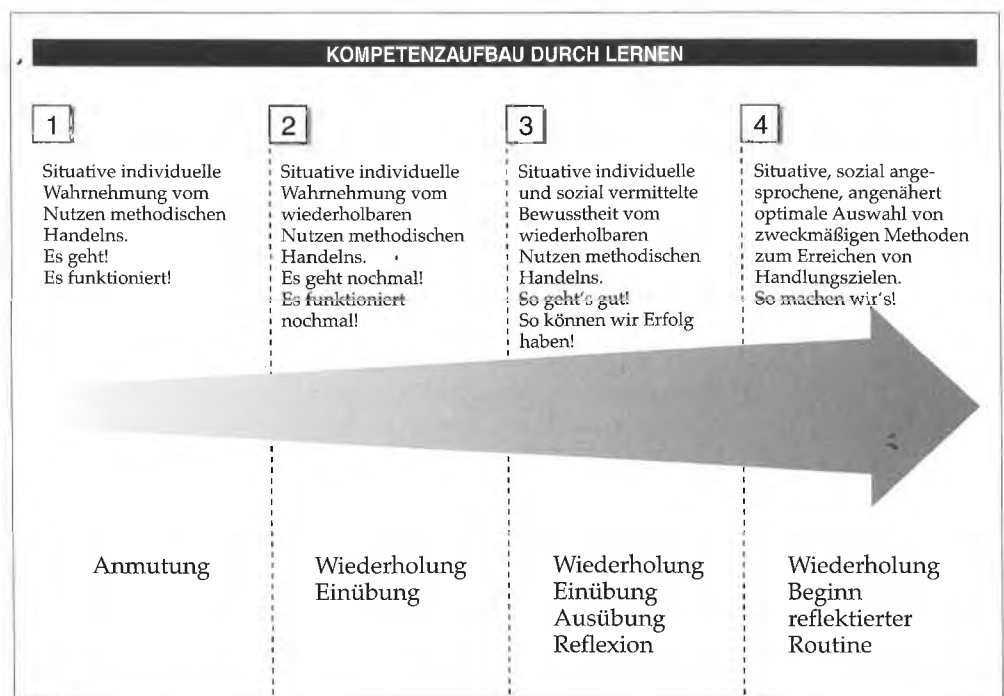 KOMPETENZAUFBAU DURCH LERNEN
1
Situative individuelle
Wahrnehmung vom
Nutzen methodischen
Handelns.
Es geht!
Es funktioniert!
2
Situative individuelle
Wahrnehmung vom
wiederholbaren
Nutzen methodischen
Handelns.
Es geht nochmal!
Es funktioniert
nochmal!
3
Situative individuelle
und sozial vermittelte
Bewusstheit vom
wiederholbaren
Nutzen methodischen
Handelns.
So geht's gut!
So können wir Erfolg
haben!
4
Situative, sozial ange-
sprochene, angenähert
optimale Auswahl von
zweckmäßigen Methoden
zum Erreichen von
Handlungszielen.
So machen wir's!
Anmutung
Wiederholung
Einübung
Wiederholung
Einübung
Ausübung
Reflexion
Wiederholung
Beginn
reflektierter
Routine